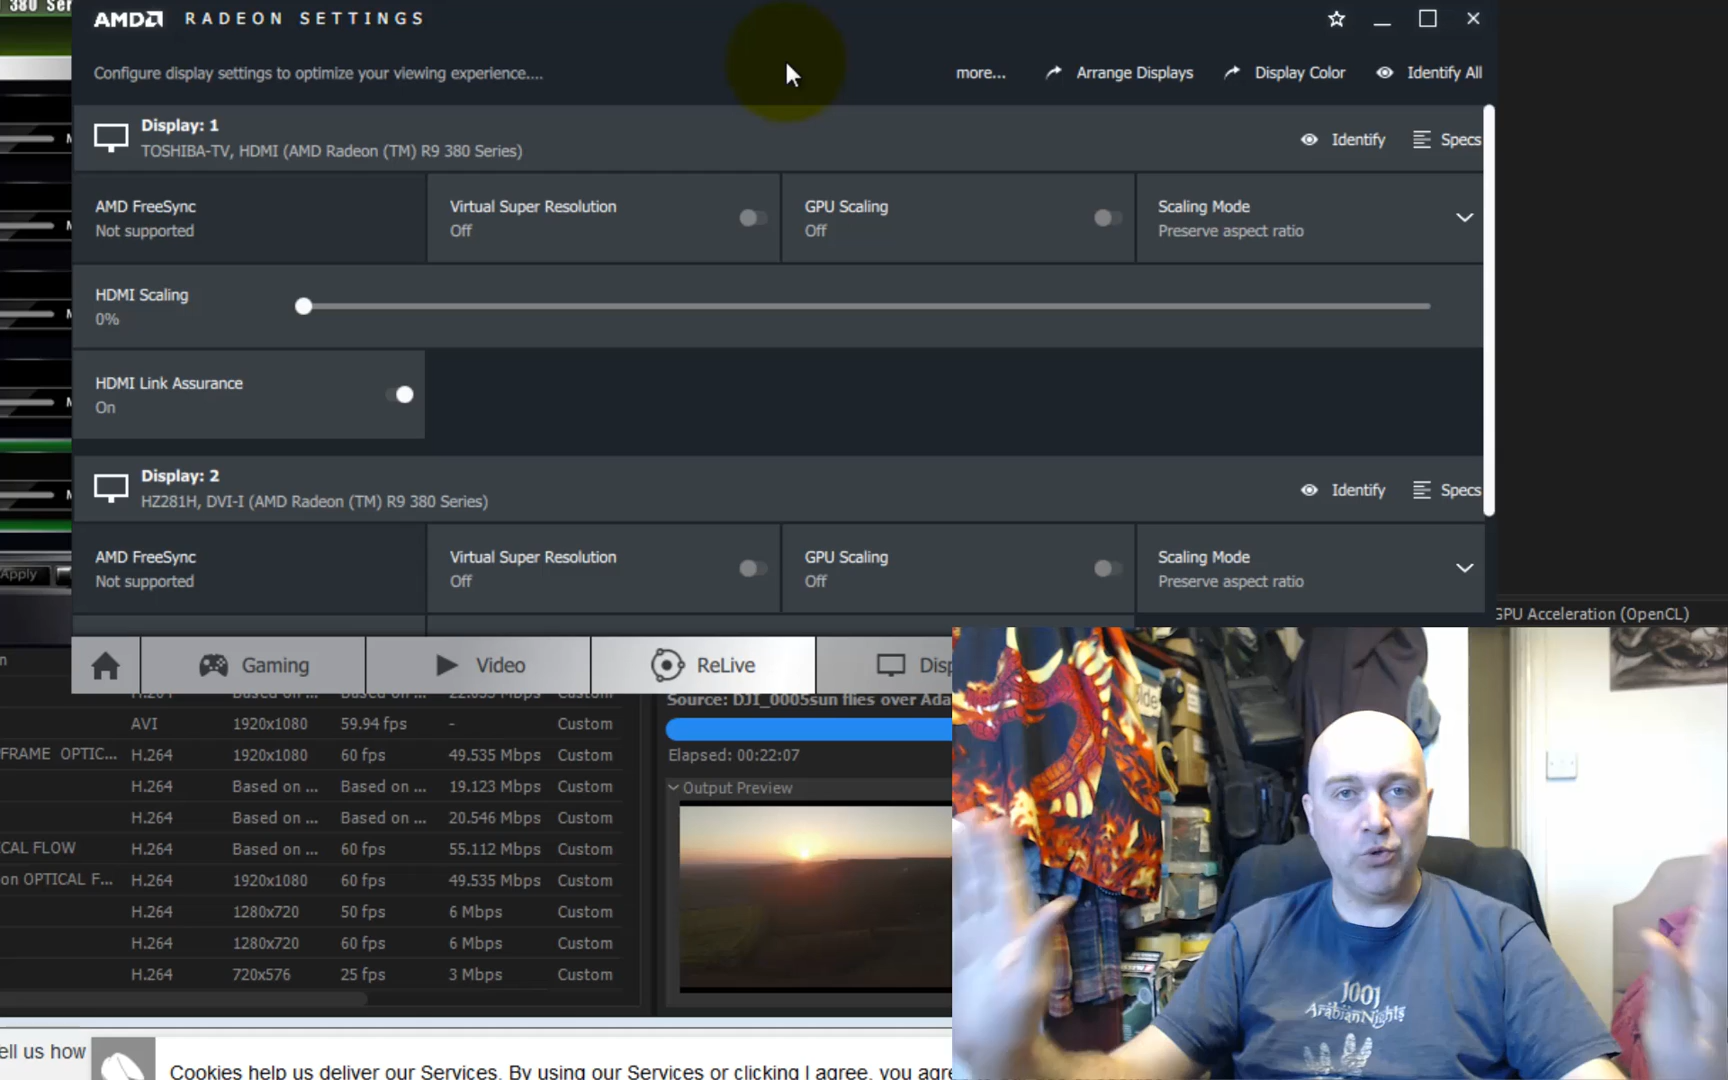 380 Ser
AMD RADEON SETTINGS
Configure display settings to optimize your viewing experience....
more...
Arrange Displays
Display Color
Identify All
Display: 1
TOSHIBA-TV, HDMI (AMD Radeon (TM) R9 380 Series)
Identify
Specs
AMD FreeSync
Not supported
Virtual Super Resolution
Off
GPU Scaling
Off
Scaling Mode
Preserve aspect ratio
HDMI Scaling
0%
HDMI Link Assurance
On
Display: 2
HZ281H, DVI-I (AMD Radeon (TM) R9 380 Series)
Identify
Specs
AMD FreeSync
Not supported
Virtual Super Resolution
Off
GPU Scaling
Off
Scaling Mode
Preserve aspect ratio
Apply
GPU Acceleration (OpenCL)
Gaming
Video
ReLive
Disp
Source: DJI_0005sun flies over Ada
AVI 1920x1080 59.94 fps - Custom
Elapsed: 00:22:07
FRAME OPTIC... H.264 1920x1080 60 fps 49.535 Mbps Custom
H.264 Based on ... Based on ... 19.123 Mbps Custom
Output Preview
H.264 Based on ... Based on ... 20.546 Mbps Custom
CAL FLOW H.264 Based on ... 60 fps 55.112 Mbps Custom
on OPTICAL F... H.264 1920x1080 60 fps 49.535 Mbps Custom
H.264 1280x720 50 fps 6 Mbps Custom
H.264 1280x720 60 fps 6 Mbps Custom
H.264 720x576 25 fps 3 Mbps Custom
1001
ArabianNights
ell us how
Cookies help us deliver our Services. By using our Services or clicking I agree, you agre